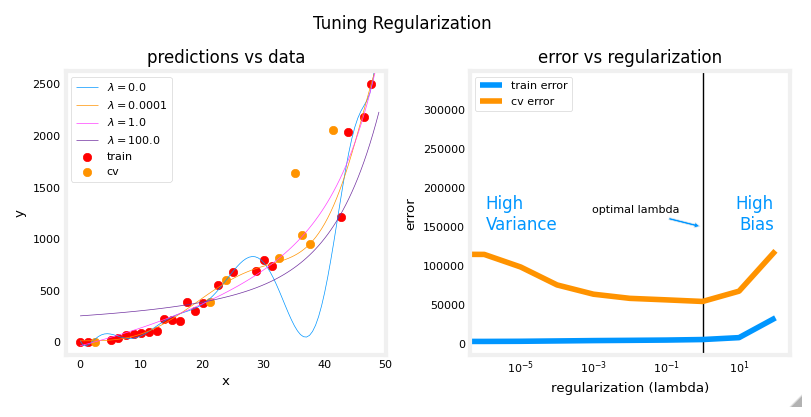 Tuning Regularization
predictions vs data
2500
2000
1500
1000
500
0
y
λ = 0.0
λ = 0.0001
λ = 1.0
λ = 100.0
train
cv
0
10
20
30
40
50
x
error vs regularization
300000
250000
200000
150000
100000
50000
0
error
train error
cv error
High
Variance
optimal lambda
High
Bias
10⁻⁵
10⁻³
10⁻¹
10¹
regularization (lambda)